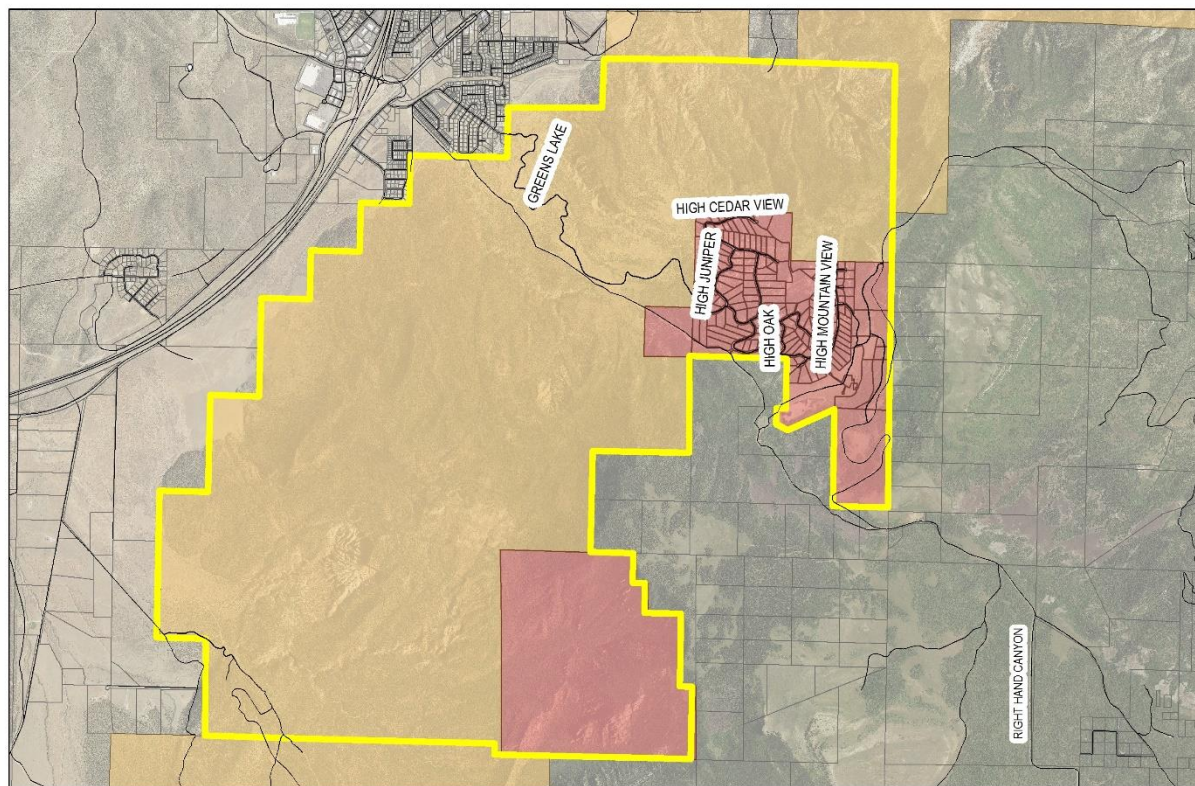 GREENS LAKE
HIGH CEDAR VIEW
HIGH JUNIPER
HIGH OAK
HIGH MOUNTAIN VIEW
RIGHT HAND CANYON